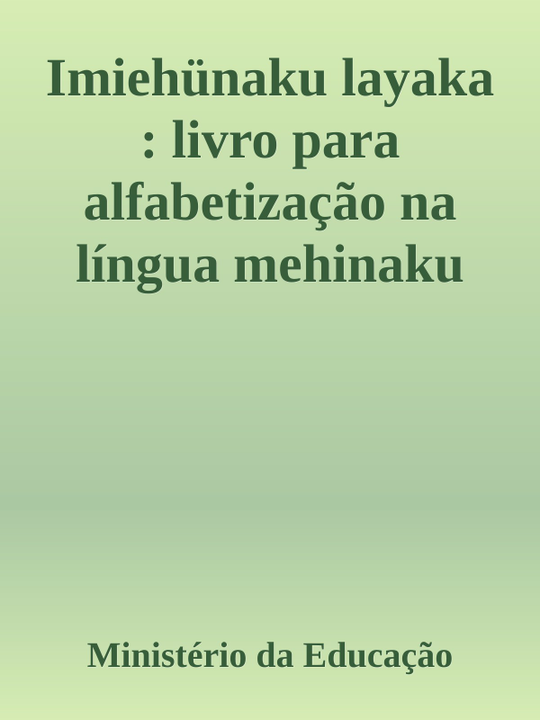 Imiehünaku layaka
: livro para
alfabetização na
língua mehinaku
Ministério da Educação